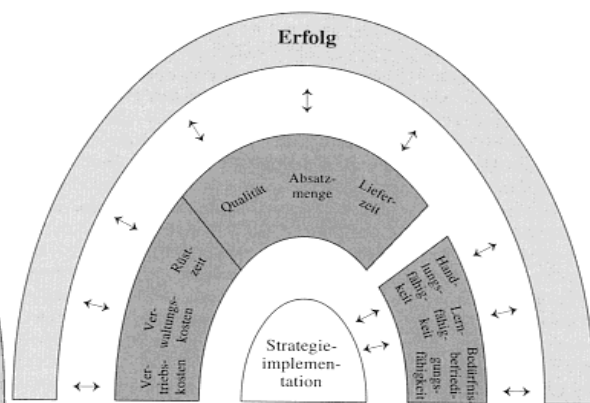 Erfolg
Qualität
Absatz-
menge
Liefer-
zeit
Rüst-
zeit
Ver-
waltungs-
kosten
Ver-
triebs-
kosten
Hand-
lungs-
fähig-
keit
Lern-
fähig-
keit
Bedürfnis-
befriedi-
gungs-
fähigkeit
Strategie-
implemen-
tation